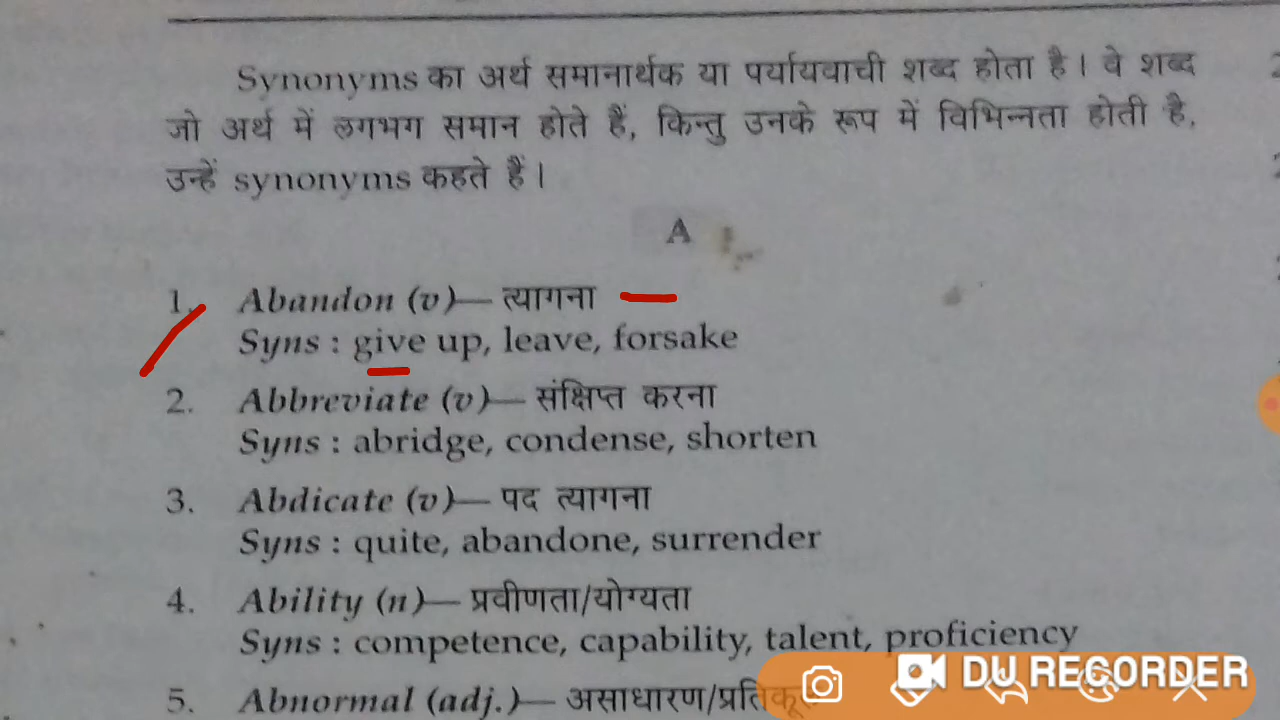 Synonyms का अर्थ समानार्थक या पर्यायवाची शब्द होता है। वे शब्द
जो अर्थ में लगभग समान होते हैं, किन्तु उनके रूप में विभिन्नता होती है,
उन्हें synonyms कहते हैं।
A
1. Abandon (v)— त्यागना
Syns : give up, leave, forsake
2. Abbreviate (v)— संक्षिप्त करना
Syns : abridge, condense, shorten
3. Abdicate (v)— पद त्यागना
Syns : quite, abandone, surrender
4. Ability (n)— प्रवीणता/योग्यता
Syns : competence, capability, talent, proficiency
5. Abnormal (adj.)— असाधारण/
DU RECORDER